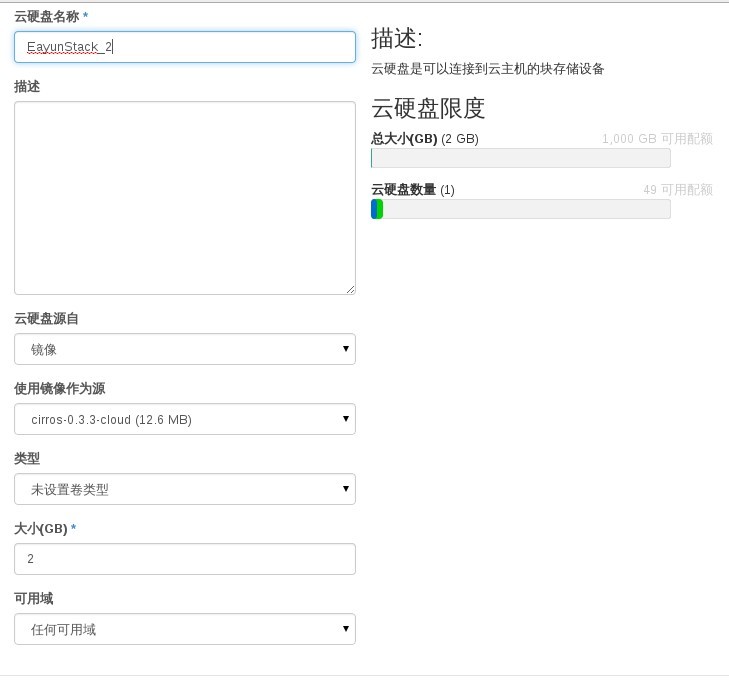 云硬盘名称 *
EayunStack_2
描述
云硬盘源自
镜像
使用镜像作为源
cirros-0.3.3-cloud (12.6 MB)
类型
未设置卷类型
大小(GB) *
2
可用域
任何可用域
描述:
云硬盘是可以连接到云主机的块存储设备
云硬盘限度
总大小(GB) (2 GB) 1,000 GB 可用配额
云硬盘数量 (1) 49 可用配额